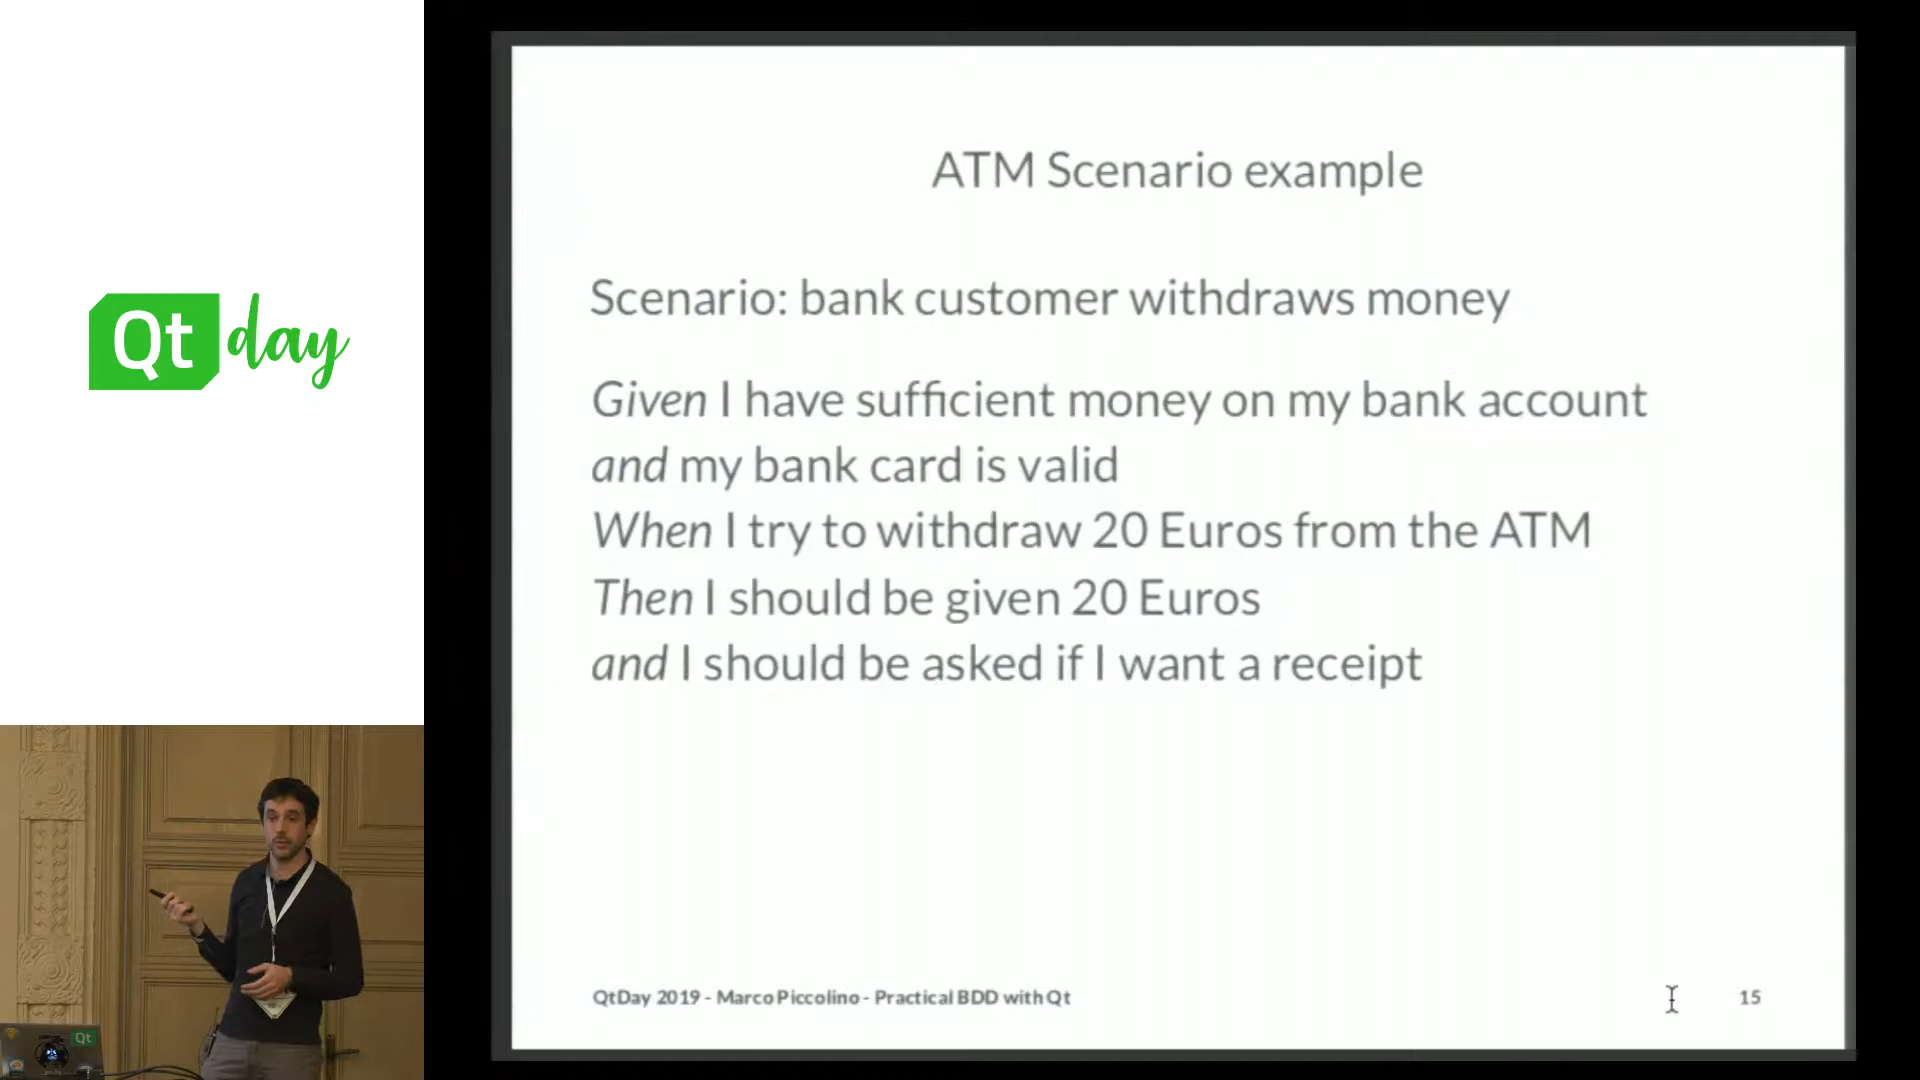 Qt day
ATM Scenario example
Scenario: bank customer withdraws money
Given I have sufficient money on my bank account
and my bank card is valid
When I try to withdraw 20 Euros from the ATM
Then I should be given 20 Euros
and I should be asked if I want a receipt
QtDay 2019 - Marco Piccolino - Practical BDD with Qt
15
Qt